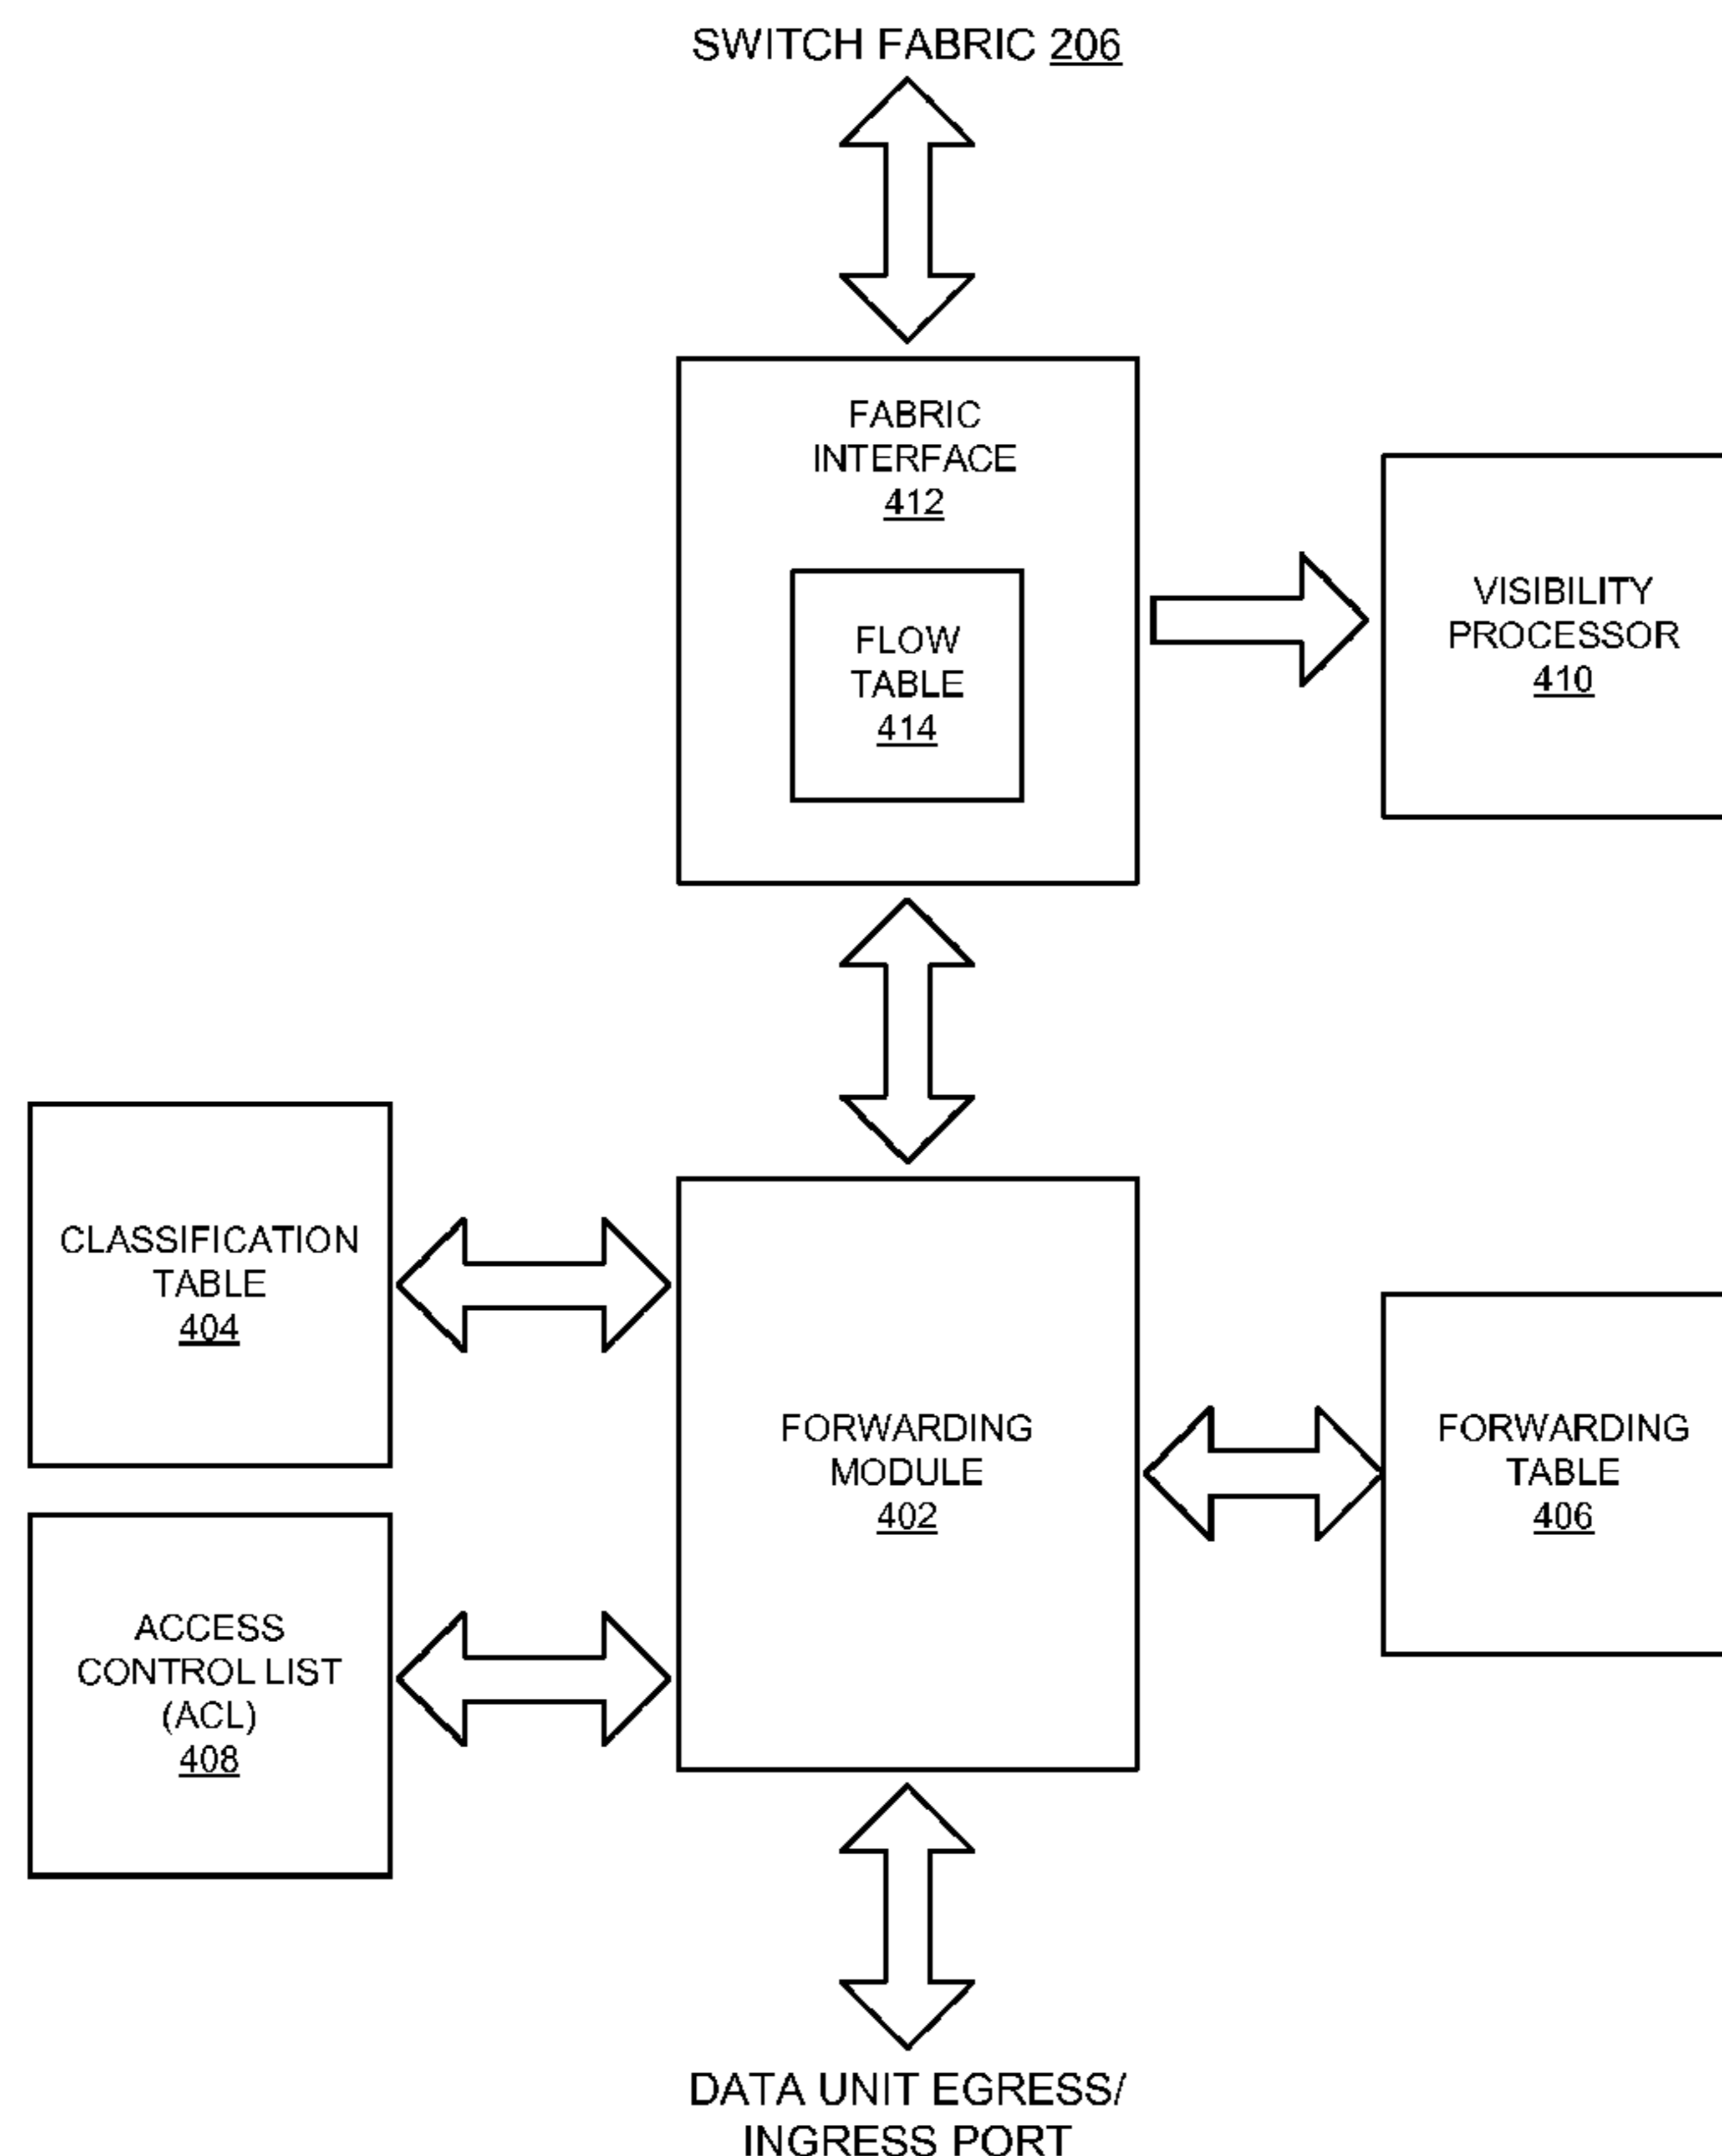 SWITCH FABRIC 206
FABRIC
INTERFACE
412
FLOW
TABLE
414
VISIBILITY
PROCESSOR
410
CLASSIFICATION
TABLE
404
FORWARDING
MODULE
402
FORWARDING
TABLE
406
ACCESS
CONTROL LIST
(ACL)
408
DATA UNIT EGRESS/
INGRESS PORT